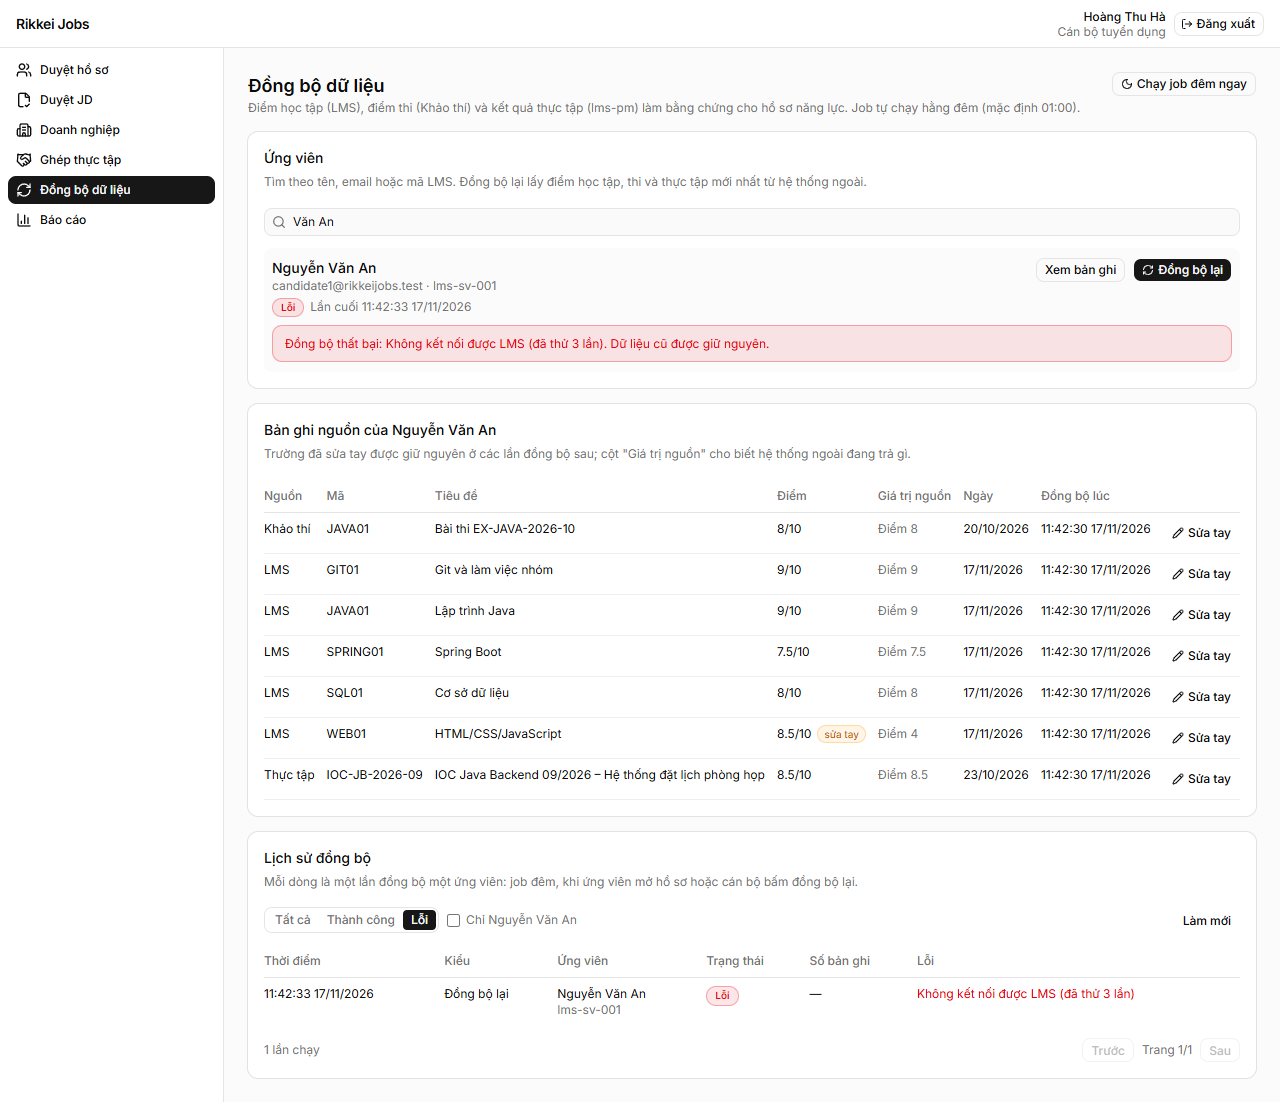 Rikkei Jobs
Hoàng Thu Hà
Cán bộ tuyển dụng
Đăng xuất
Duyệt hồ sơ
Duyệt JD
Doanh nghiệp
Ghép thực tập
Đồng bộ dữ liệu
Báo cáo
Đồng bộ dữ liệu
Chạy job đêm ngay
Điểm học tập (LMS), điểm thi (Khảo thí) và kết quả thực tập (lms-pm) làm bằng chứng cho hồ sơ năng lực. Job tự chạy hằng đêm (mặc định 01:00).
Ứng viên
Tìm theo tên, email hoặc mã LMS. Đồng bộ lại lấy điểm học tập, thi và thực tập mới nhất từ hệ thống ngoài.
Văn An
Nguyễn Văn An
candidate1@rikkeijobs.test · lms-sv-001
Xem bản ghi
Đồng bộ lại
Lỗi Lần cuối 11:42:33 17/11/2026
Đồng bộ thất bại: Không kết nối được LMS (đã thử 3 lần). Dữ liệu cũ được giữ nguyên.
Bản ghi nguồn của Nguyễn Văn An
Trường đã sửa tay được giữ nguyên ở các lần đồng bộ sau; cột "Giá trị nguồn" cho biết hệ thống ngoài đang trả gì.
Nguồn Mã Tiêu đề Điểm Giá trị nguồn Ngày Đồng bộ lúc
Khảo thí JAVA01 Bài thi EX-JAVA-2026-10 8/10 Điểm 8 20/10/2026 11:42:30 17/11/2026 Sửa tay
LMS GIT01 Git và làm việc nhóm 9/10 Điểm 9 17/11/2026 11:42:30 17/11/2026 Sửa tay
LMS JAVA01 Lập trình Java 9/10 Điểm 9 17/11/2026 11:42:30 17/11/2026 Sửa tay
LMS SPRING01 Spring Boot 7.5/10 Điểm 7.5 17/11/2026 11:42:30 17/11/2026 Sửa tay
LMS SQL01 Cơ sở dữ liệu 8/10 Điểm 8 17/11/2026 11:42:30 17/11/2026 Sửa tay
LMS WEB01 HTML/CSS/JavaScript 8.5/10 sửa tay Điểm 4 17/11/2026 11:42:30 17/11/2026 Sửa tay
Thực tập IOC-JB-2026-09 IOC Java Backend 09/2026 – Hệ thống đặt lịch phòng họp 8.5/10 Điểm 8.5 23/10/2026 11:42:30 17/11/2026 Sửa tay
Lịch sử đồng bộ
Mỗi dòng là một lần đồng bộ một ứng viên: job đêm, khi ứng viên mở hồ sơ hoặc cán bộ bấm đồng bộ lại.
Tất cả Thành công Lỗi Chỉ Nguyễn Văn An Làm mới
Thời điểm Kiểu Ứng viên Trạng thái Số bản ghi Lỗi
11:42:33 17/11/2026 Đồng bộ lại Nguyễn Văn An Lỗi — Không kết nối được LMS (đã thử 3 lần)
lms-sv-001
1 lần chạy Trước Trang 1/1 Sau